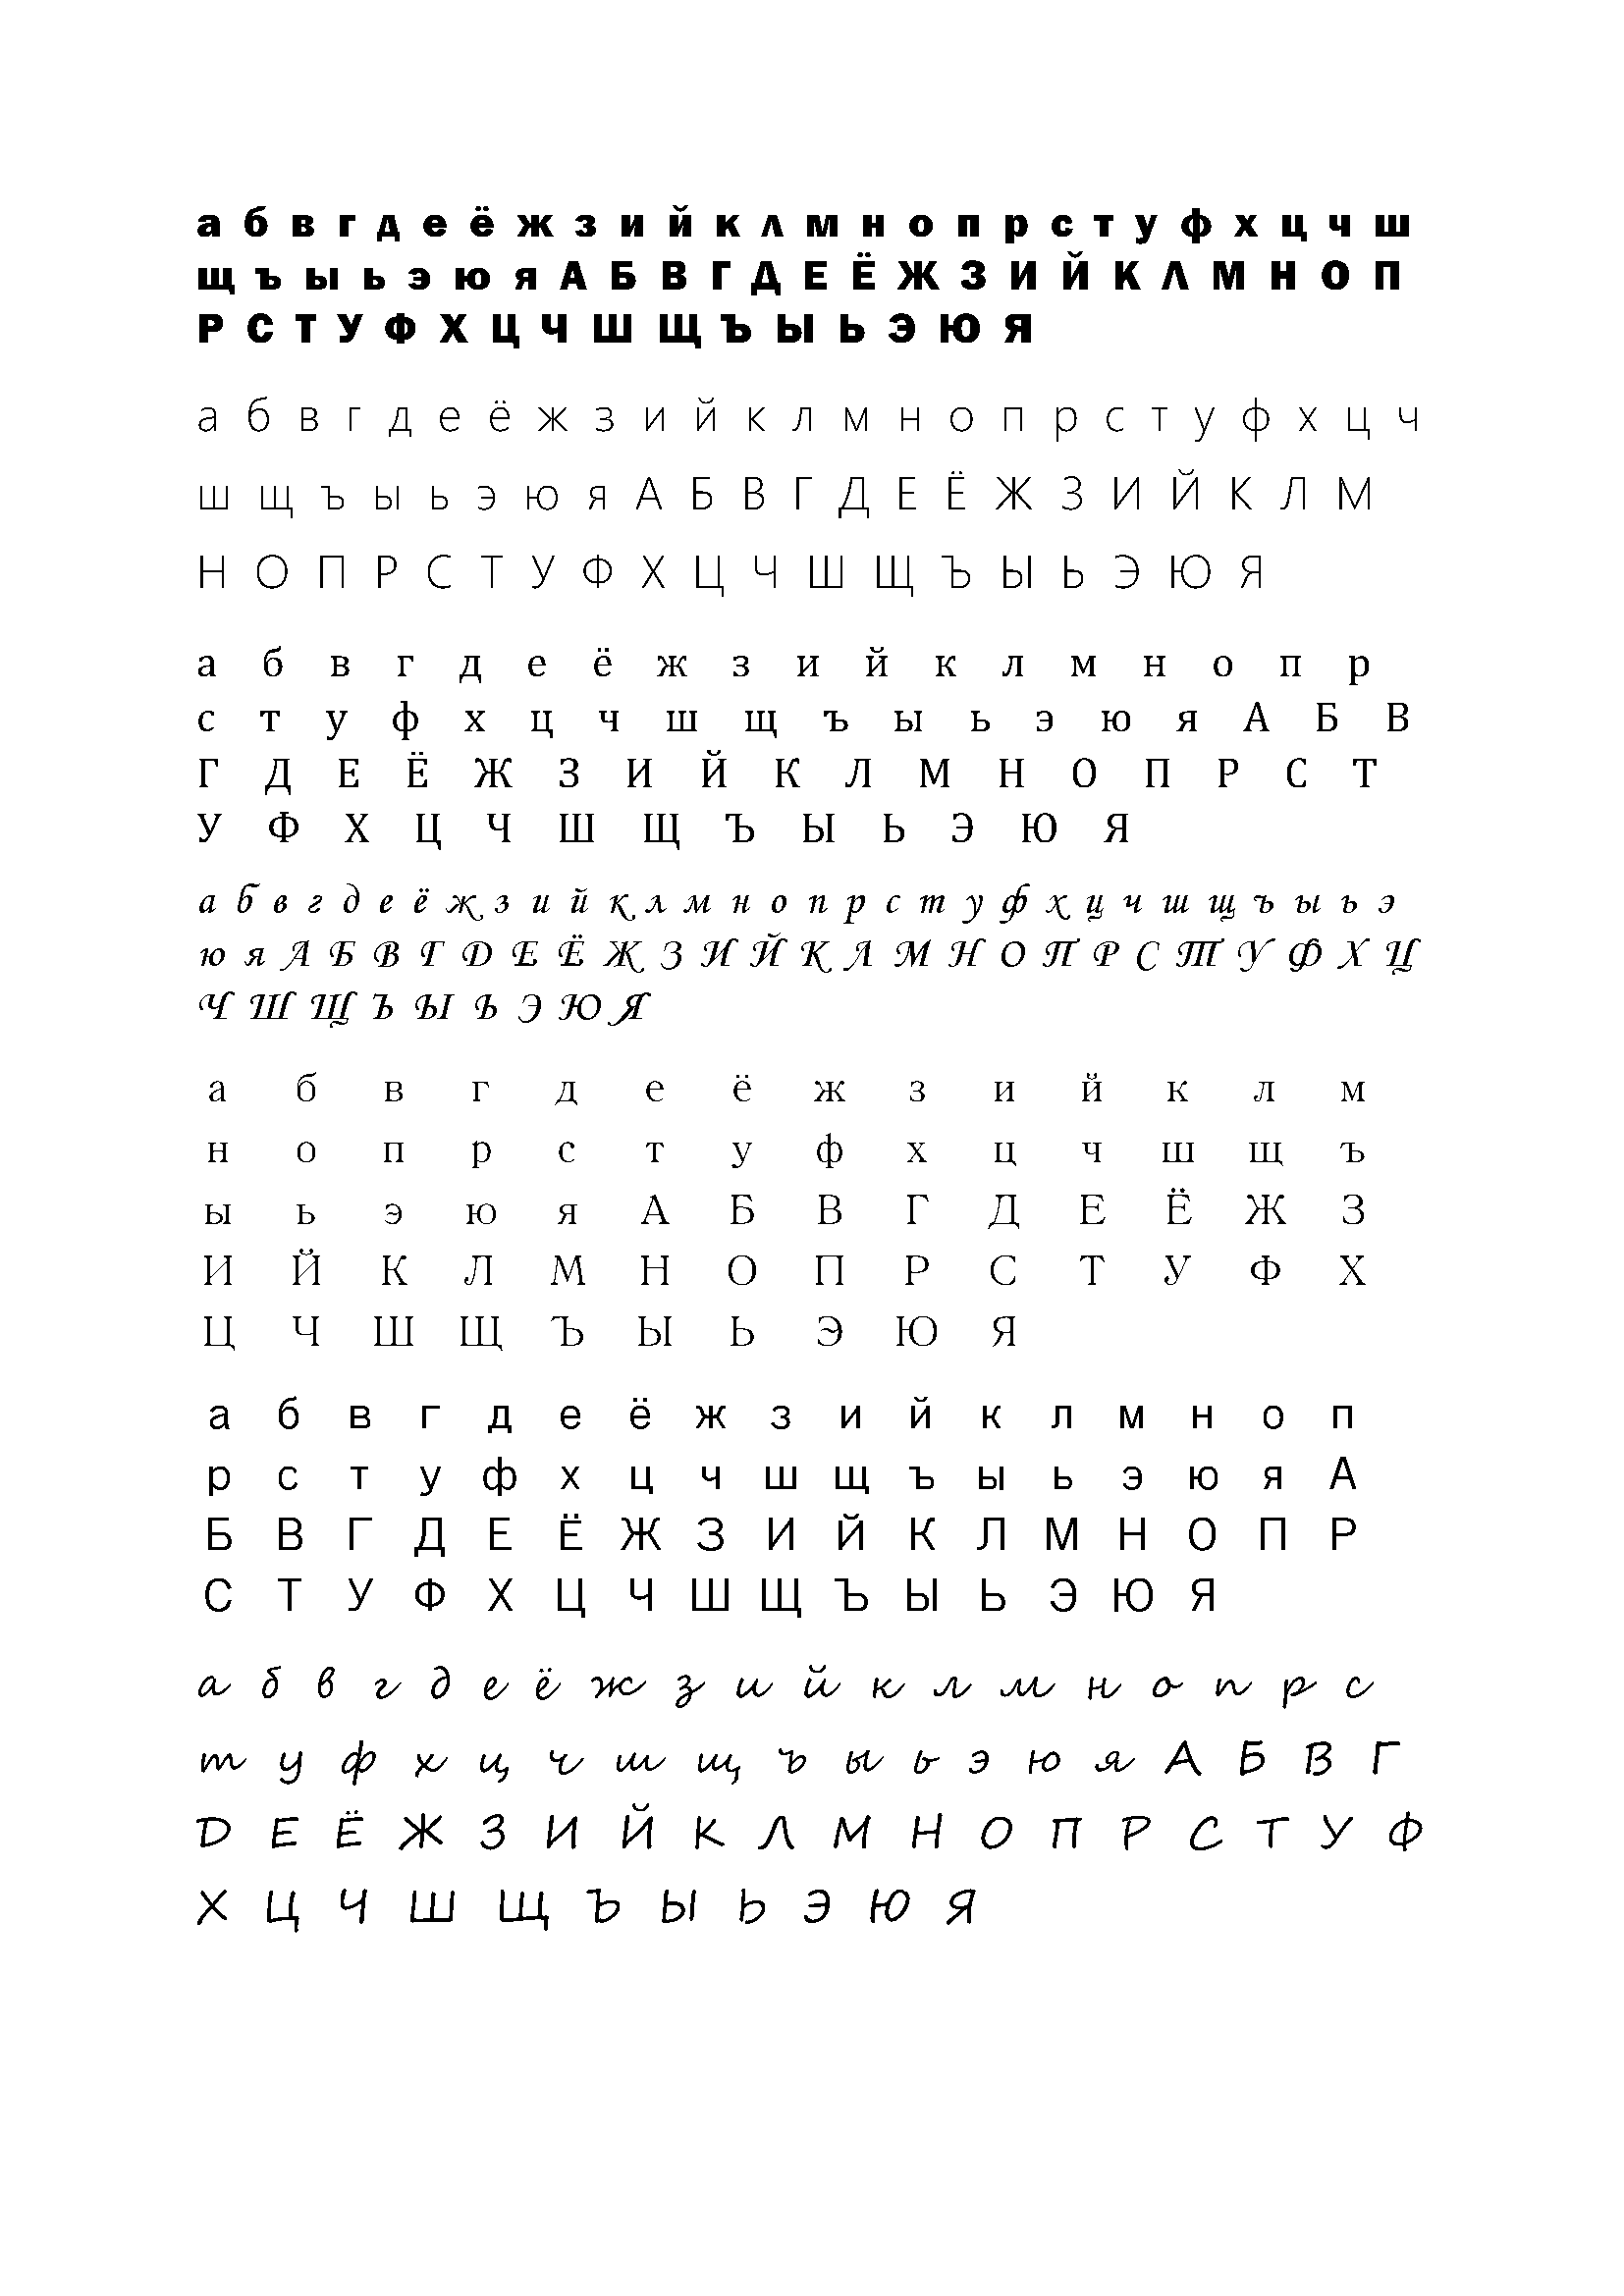 а б в г д е ё ж з и й к л м н о п р с т у ф х ц ч ш
щ ъ ы ь э ю я А Б В Г Д Е Ё Ж З И Й К Л М Н О П
Р С Т У Ф Х Ц Ч Ш Щ Ъ Ы Ь Э Ю Я
а б в г д е ё ж з и й к л м н о п р с т у ф х ц ч
ш щ ъ ы ь э ю я А Б В Г Д Е Ё Ж З И Й К Л М
Н О П Р С Т У Ф Х Ц Ч Ш Щ Ъ Ы Ь Э Ю Я
а б в г д е ё ж з и й к л м н о п р
с т у ф х ц ч ш щ ъ ы ь э ю я А Б В
Г Д Е Ё Ж З И Й К Л М Н О П Р С Т
У Ф Х Ц Ч Ш Щ Ъ Ы Ь Э Ю Я
а б в г д е ё ж з и й к л м н о п р с т у ф х ц ч ш щ ъ ы ь э
ю я А Б В Г Д Е Ё Ж З И Й К Л М Н О П Р С Т У Ф Х Ц
Ч Ш Щ Ъ Ы Ь Э Ю Я
а б в г д е ё ж з и й к л м
н о п р с т у ф х ц ч ш щ ъ
ы ь э ю я А Б В Г Д Е Ё Ж З
И Й К Л М Н О П Р С Т У Ф Х
Ц Ч Ш Щ Ъ Ы Ь Э Ю Я
а б в г д е ё ж з и й к л м н о п
р с т у ф х ц ч ш щ ъ ы ь э ю я А
Б В Г Д Е Ё Ж З И Й К Л М Н О П Р
С Т У Ф Х Ц Ч Ш Щ Ъ Ы Ь Э Ю Я
а б в г д е ё ж з и й к л м н о п р с
т у ф х ц ч ш щ ъ ы ь э ю я А Б В Г
Д Е Ё Ж З И Й К Л М Н О П Р С Т У Ф
Х Ц Ч Ш Щ Ъ Ы Ь Э Ю Я